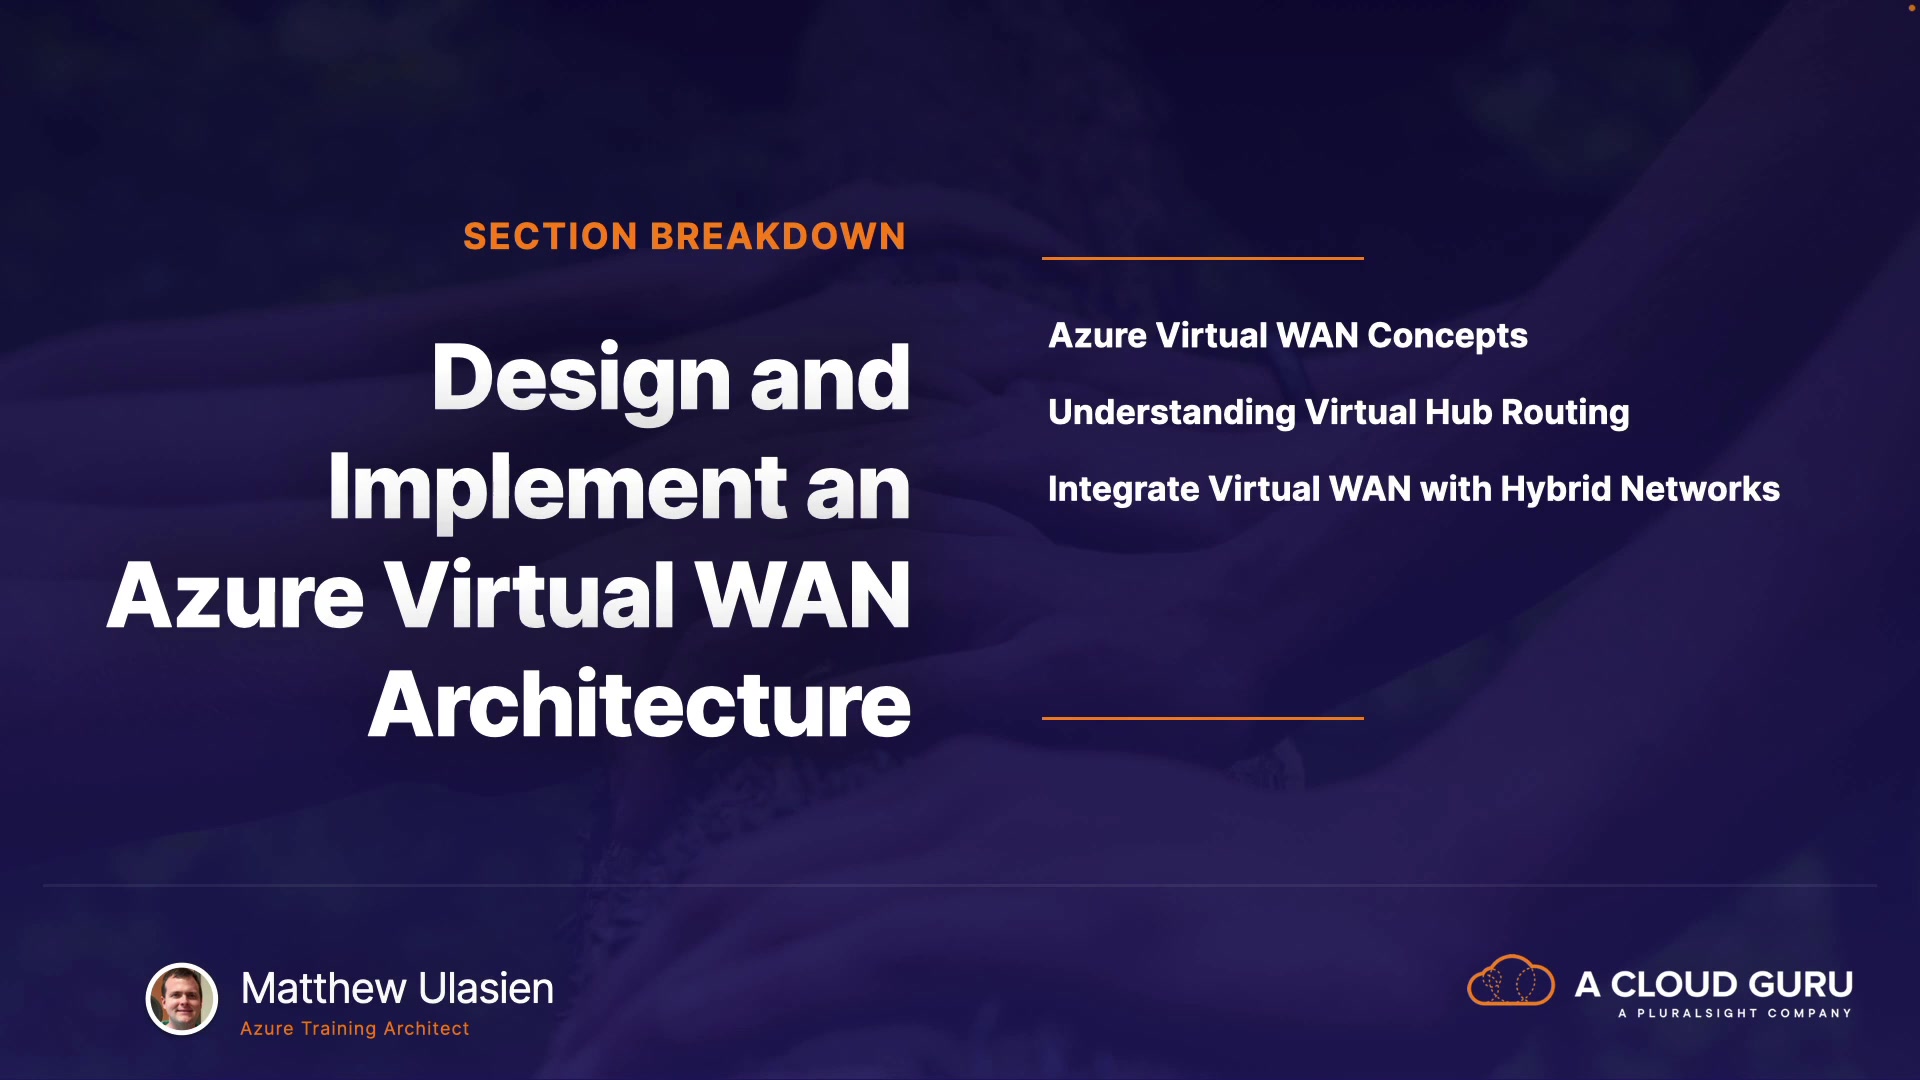 SECTION BREAKDOWN
Design and
Implement an
Azure Virtual WAN
Architecture
Azure Virtual WAN Concepts
Understanding Virtual Hub Routing
Integrate Virtual WAN with Hybrid Networks
Matthew Ulasien
Azure Training Architect
A CLOUD GURU
A PLURALSIGHT COMPANY